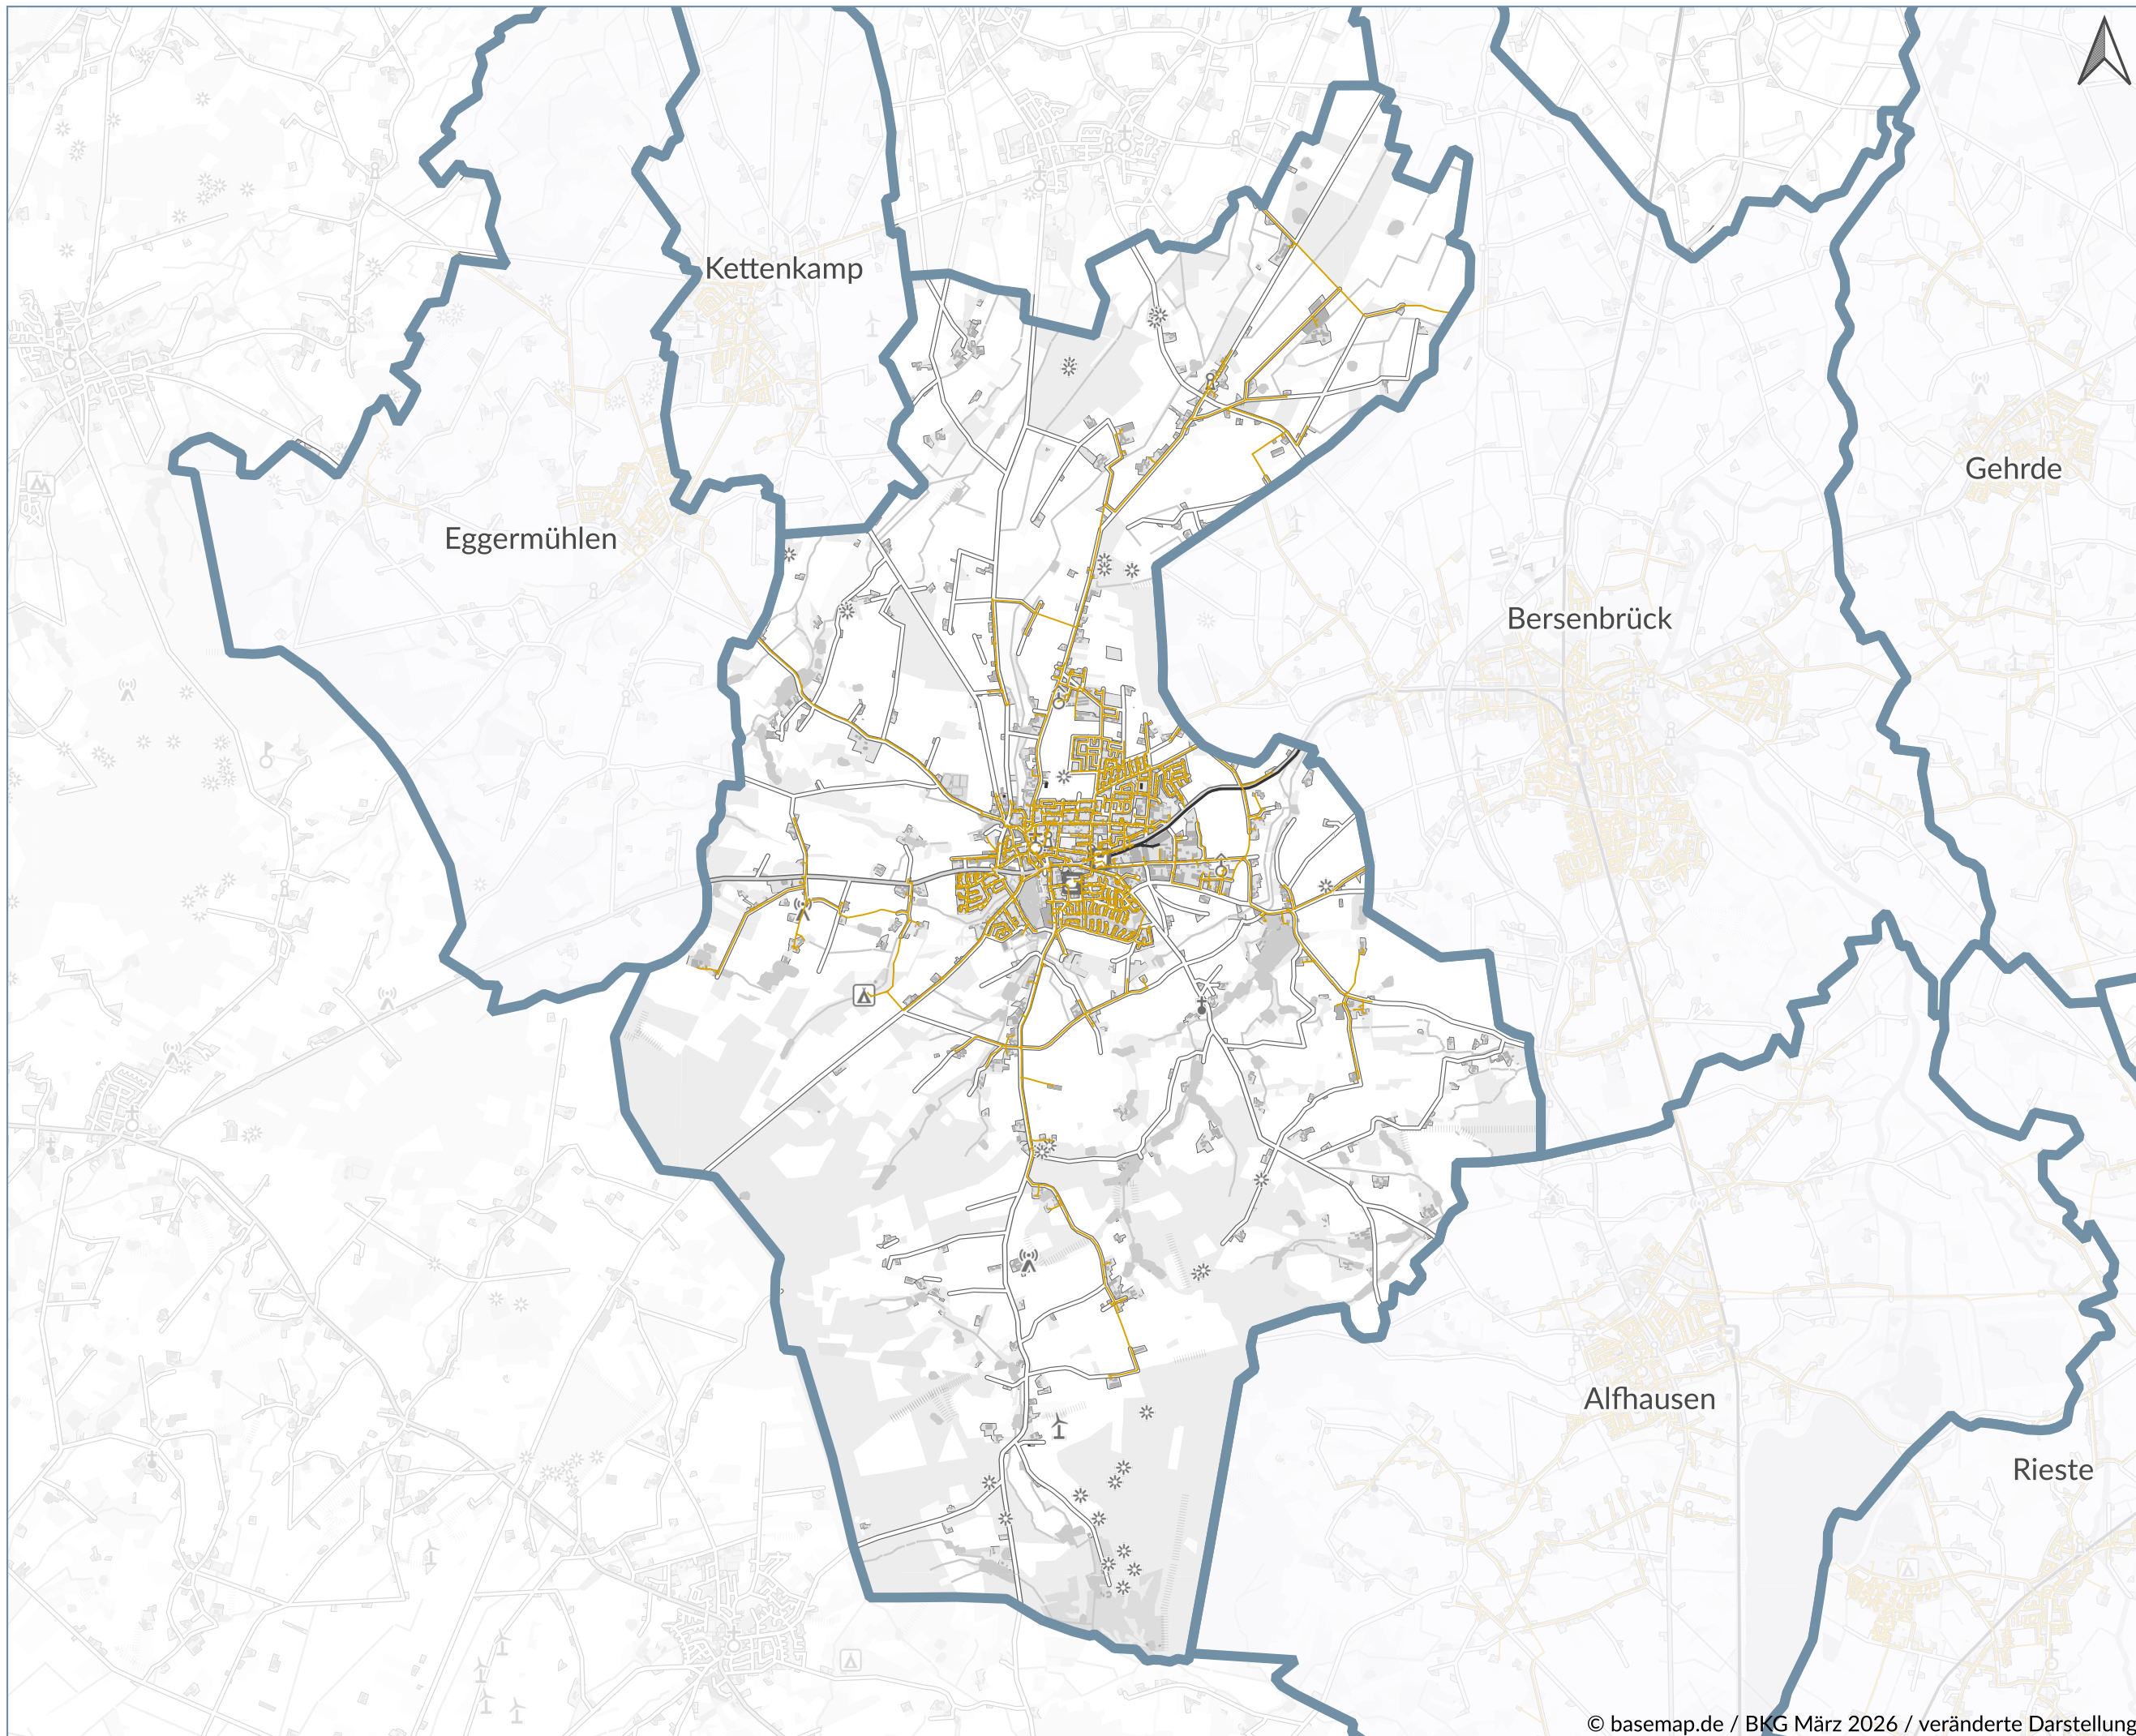 Kettenkamp
Gehrde
Eggermühlen
Bersenbrück
Alfhausen
Rieste
© basemap.de / BKG März 2026 / veränderte Darstellung